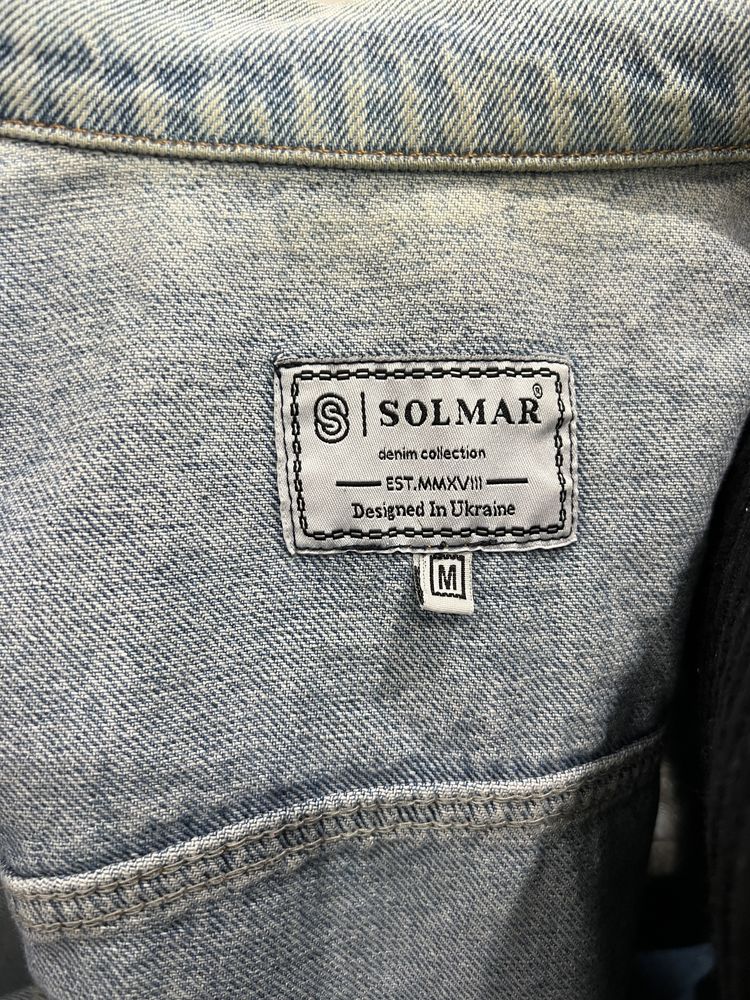 S | SOLMAR®
denim collection
EST.MMXVIII
Designed In Ukraine
M